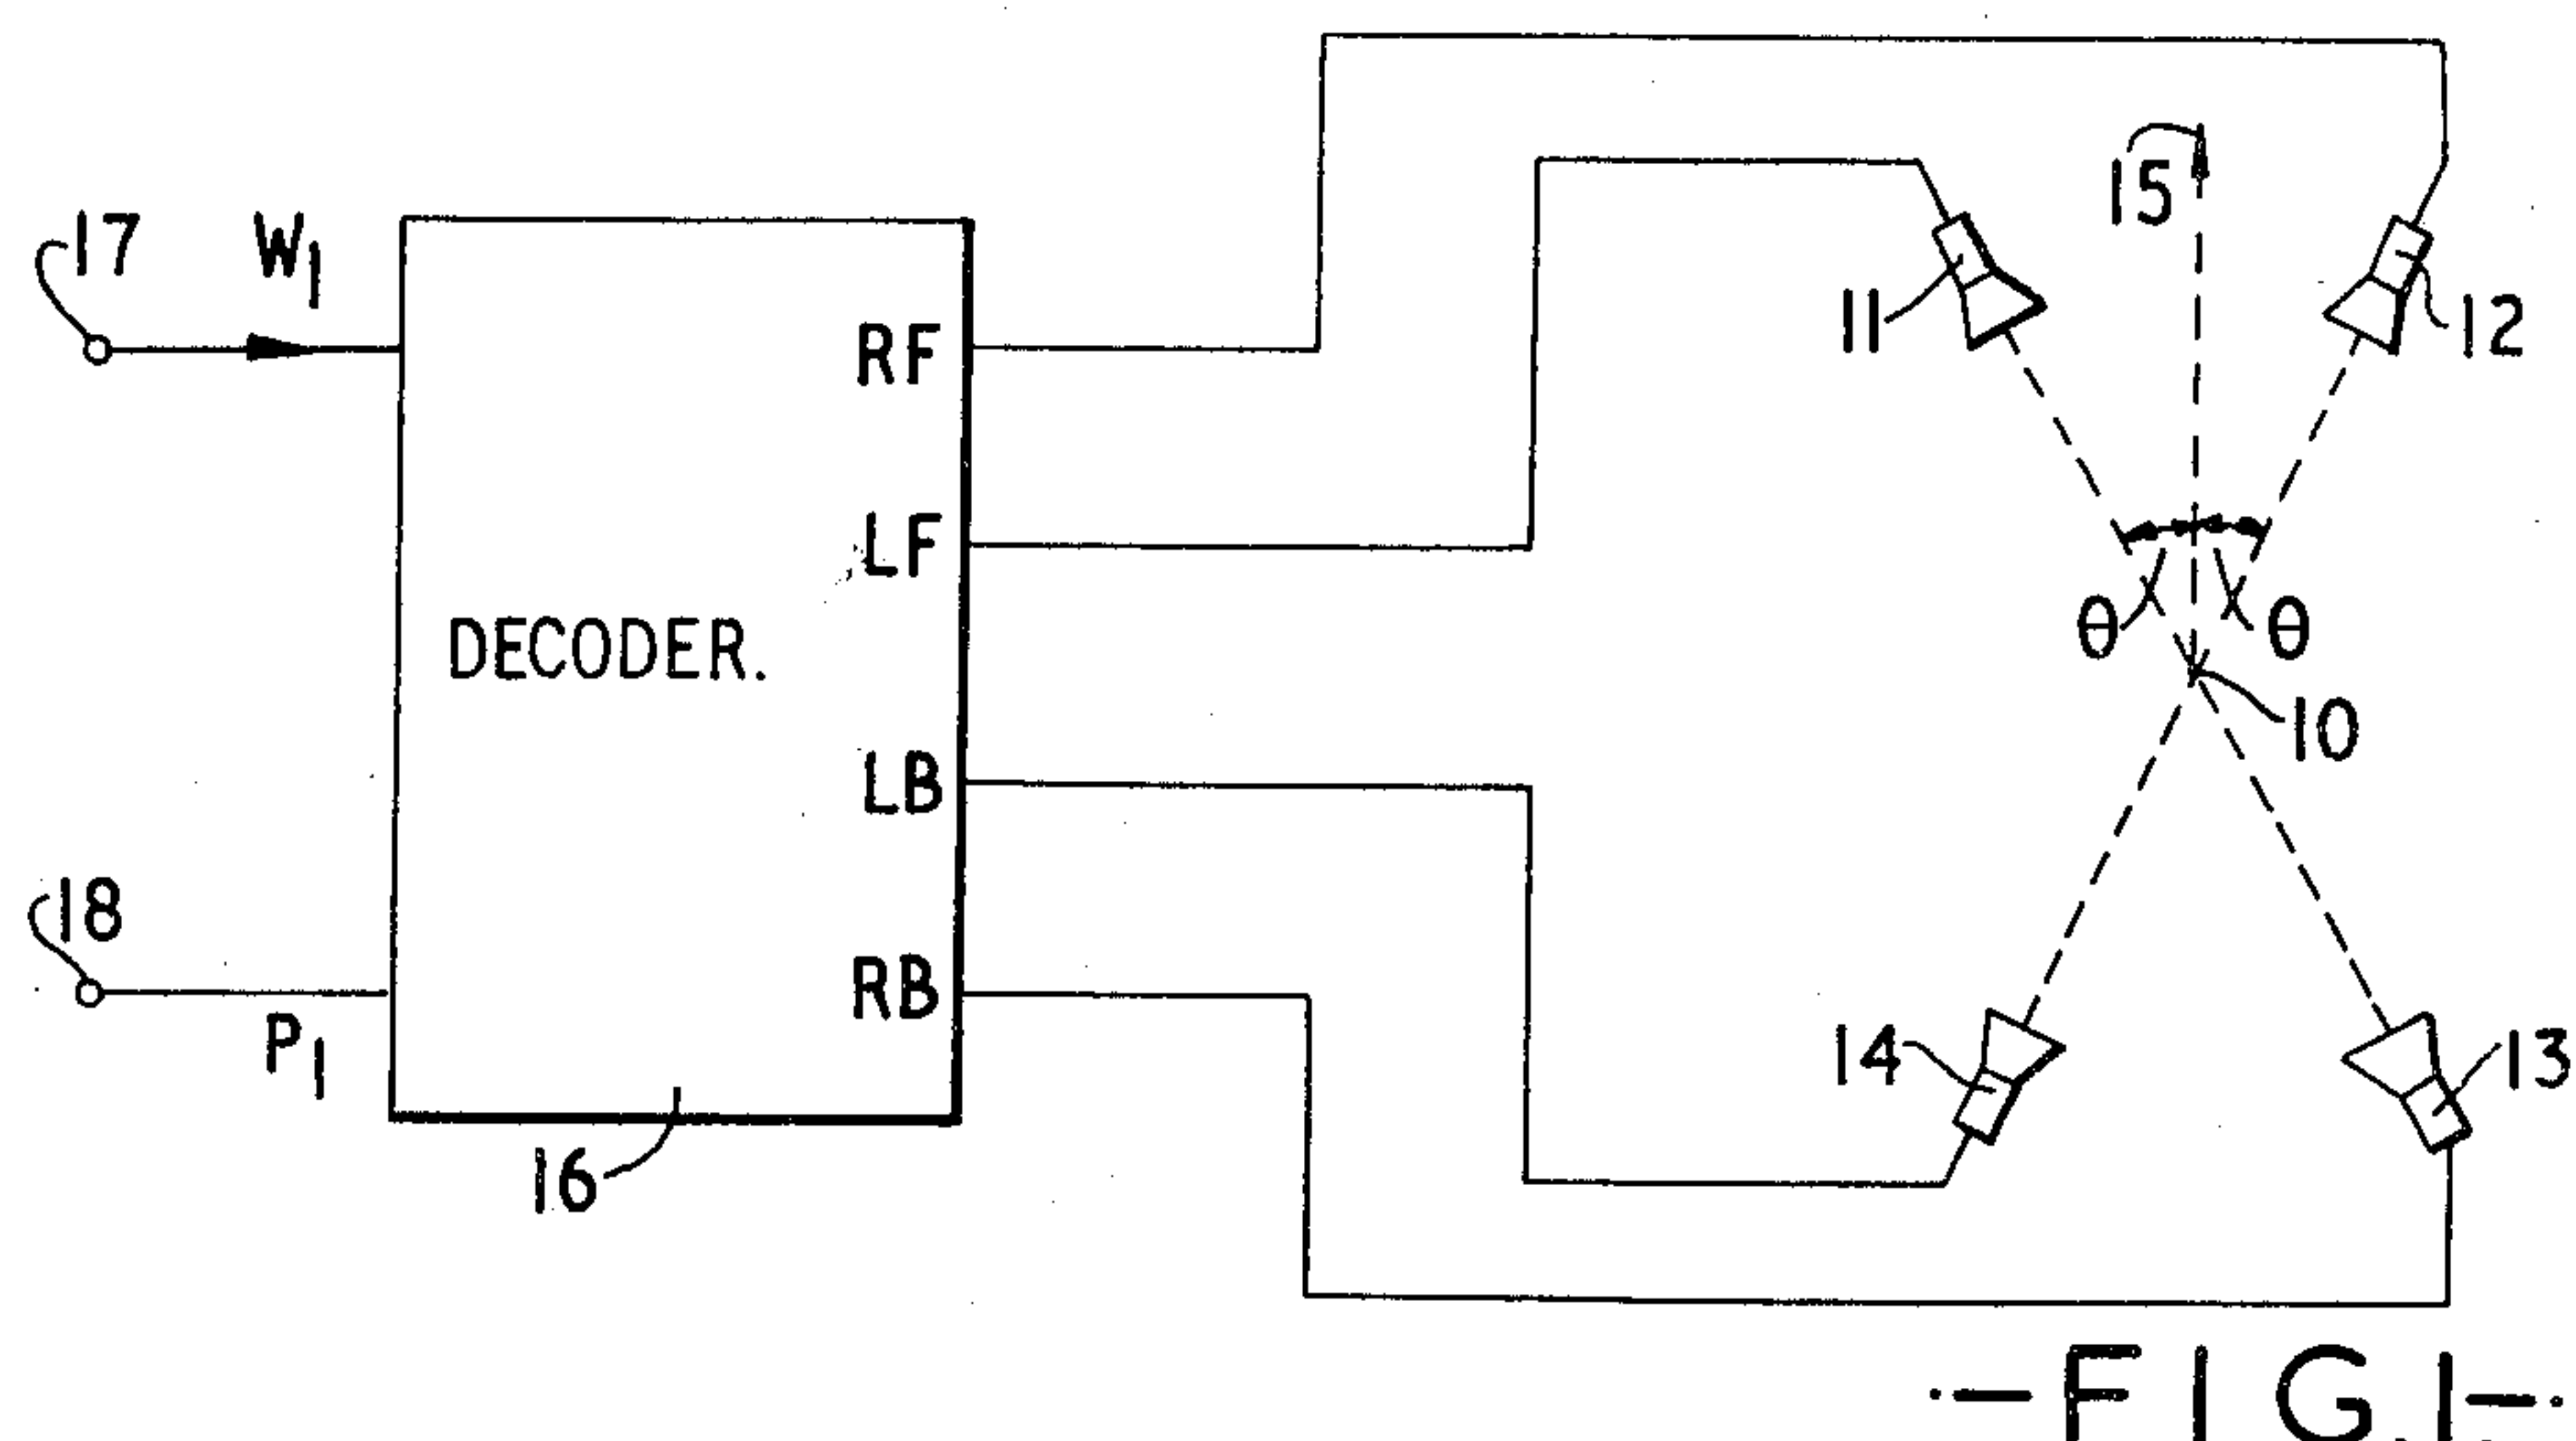 17
W1
15
11
12
RF
LF
DECODER.
θ
θ
10
LB
18
RB
P1
14
13
16
·-FIG.1-·